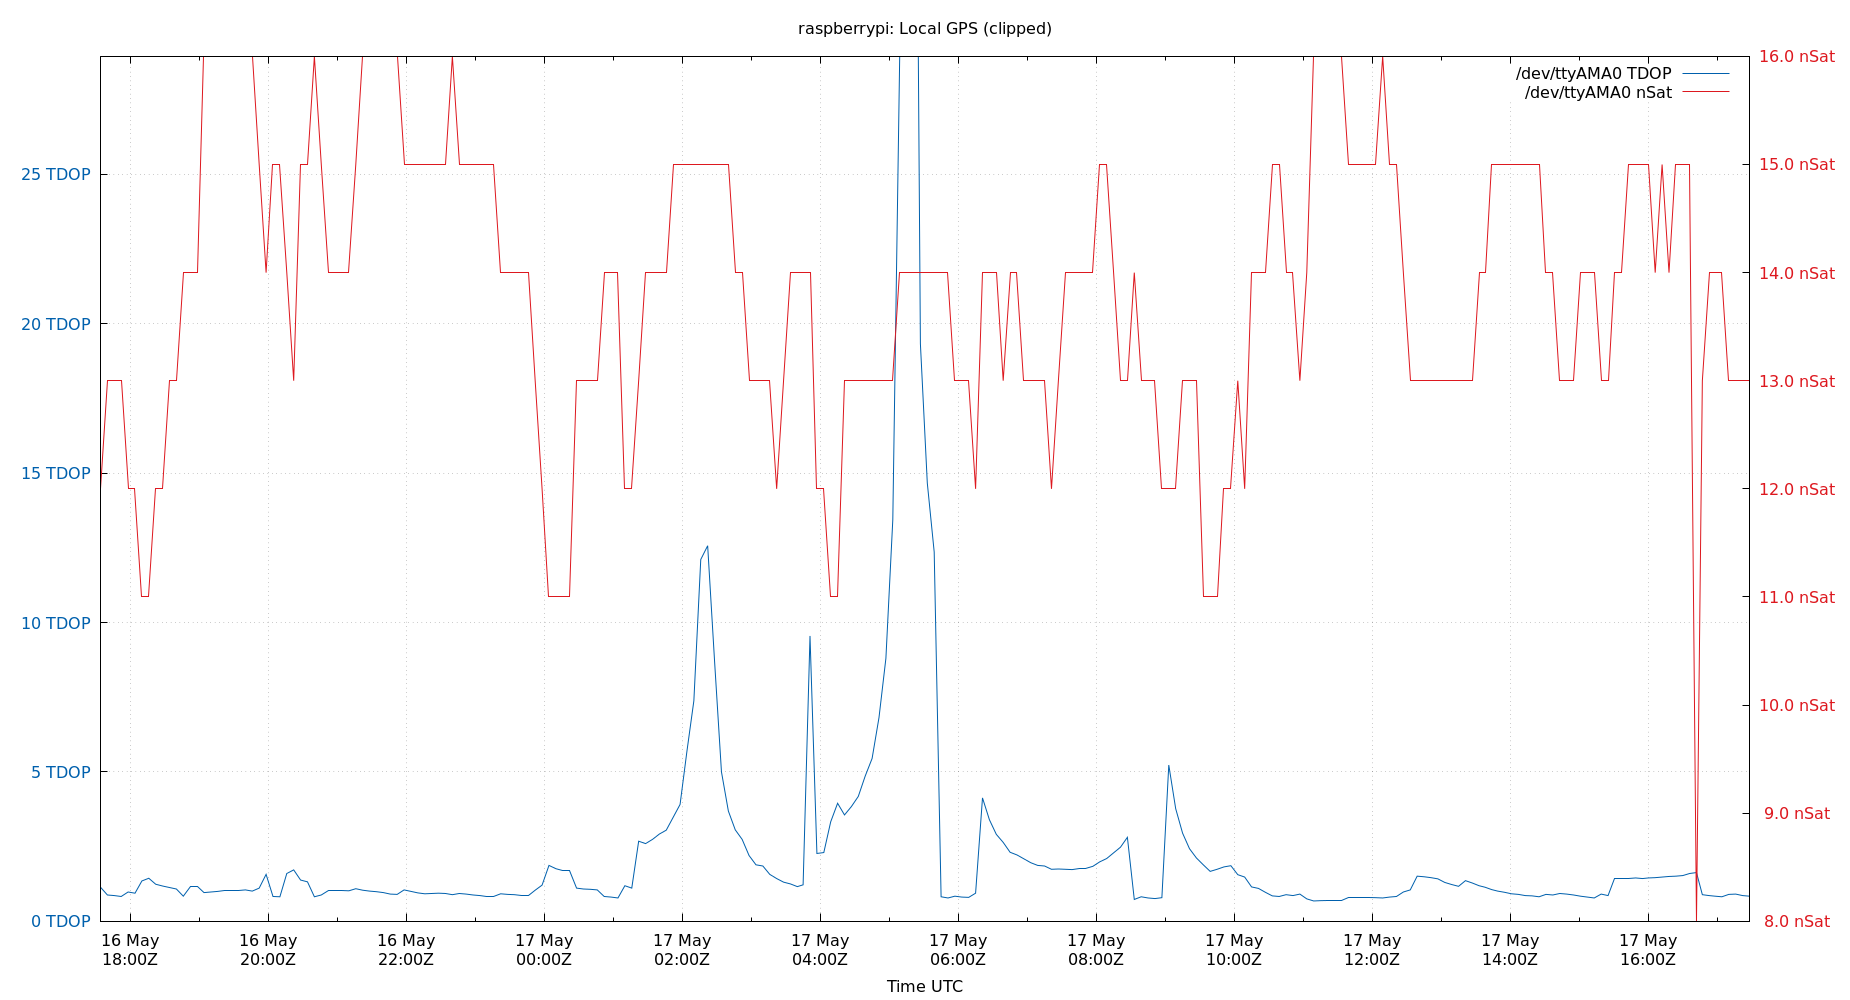 raspberrypi: Local GPS (clipped)
/dev/ttyAMA0 TDOP
/dev/ttyAMA0 nSat
25 TDOP
20 TDOP
15 TDOP
10 TDOP
5 TDOP
0 TDOP
16.0 nSat
15.0 nSat
14.0 nSat
13.0 nSat
12.0 nSat
11.0 nSat
10.0 nSat
9.0 nSat
8.0 nSat
16 May
18:00Z
16 May
20:00Z
16 May
22:00Z
17 May
00:00Z
17 May
02:00Z
17 May
04:00Z
17 May
06:00Z
17 May
08:00Z
17 May
10:00Z
17 May
12:00Z
17 May
14:00Z
17 May
16:00Z
Time UTC